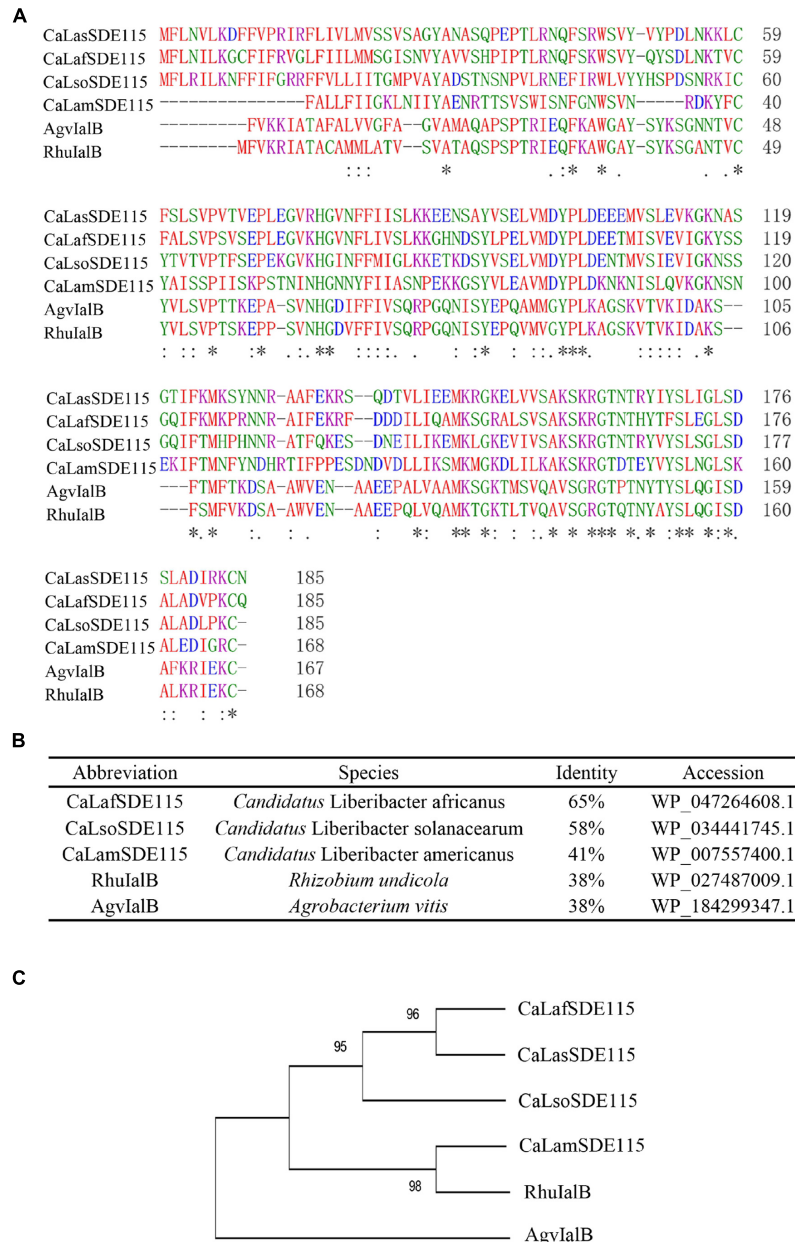 A
CaLasSDE115 MFLNVLKDFFVPRIRFLIVLMVSSVSAGYANASQPEPTLRNQFSRWSVY-VYPDLNKKLC 59
CaLafSDE115 MFLNILKGCFIFRVGLFIILMMSGISNVYAVVSHPIPTLRNQFSRWSVY-QYSDLNKTVC 59
CaLsoSDE115 MFLRILKNFFIFGRRFFVLLIITGMPVAYADSTNSNPVLRNEFIRWLVYYHSPDSNRKIC 60
CaLamSDE115 ----------------FALLFIIGKLNIIYAENRTTSVSWISNFGNWSVN-----RDKYFC 40
AgvIalB ---------FVKKIATAFALVVGFA--GVAMAQAPSPTRIEQFKAWGVY-SYKSGNNTVC 48
RhuIalB --------MFVKRIATACAMMLATV--SVATAQSPSPTRIEQFKAWGAY-SYKSGANTVC 49
::: * .:* * . . . *
CaLasSDE115 FSLSVPVTVEPLEGVRHGVNFFIISLKKEENSAYVSELVMDYPLDEEEMVSLEVKGKNAS 119
CaLafSDE115 FALSVPSVSEPLEGVKHGVNFFLIVSLKKGHNDSYLPELVMDYPLDEETMISVEVIGKYSS 119
CaLsoSDE115 YTVTVPTFSEPEKGVKHGINFFMIGLKKETKDSYVSELVMDYPLDENTMVSIEVIGKNSS 120
CaLamSDE115 YAISSPIISKPSTNINHGNNYFIIASNPEKKGSYVLEAVMDYPLDKNKNISLQVKGKNSN 100
AgvIalB YVLSVPTTKEPA-SVNHGDIFFIVSQRPGQNISYEPQAMMGYPLKAGSKVTVKIDAKS-- 105
RhuIalB YVLSVPTSKEPP-SVNHGDVFFIVSQRPGQNISYEPQVMVGYPLKAGSKVTVKIDAKS-- 106
: ::* :* .:.** :::: . . :* : ::.***. :::::: .*
CaLasSDE115 GTIFKMKSYNNR-AAFEKRS--QDTVLIEEMKRGKELVVSAKSKRGTNTRYIYSLIGLSD 176
CaLafSDE115 GQIFKMKPRNNR-AIFEKRF--DDDILIQAMKSGRALSVSAKSKRGTNTHYTFSLEGLSD 176
CaLsoSDE115 GQIFTMHPHNNR-ATFQKES--DNEILIKEMKLGKEVIVAAKSKRGTNTRYVYSLSGLSD 177
CaLamSDE115 EKIFTMNFYNDHRTIFPPESDNDVDLLIKSMKMGKDLILKAKSKRGTDTEYVYSLNGLSK 160
AgvIalB ---FTMFTKDSA-AWVEN--AAEEPALVAAMKSGKTMSVQAVSGRGTPTNYTYSLQGISD 159
RhuIalB ---FSMFVKDSA-AWVEN--AAEEPQLVQAMKTGKTLTVQAVSGRGTQTNYAYSLQGISD 160
*.* :. : . : *: ** *: : :.* * *** *.* :** *:*.
CaLasSDE115 SLADIRKCN 185
CaLafSDE115 ALADVPKCQ 185
CaLsoSDE115 ALADLPKC- 185
CaLamSDE115 ALEDIGRC- 168
AgvIalB AFKRIEKC- 167
RhuIalB ALKRIEKC- 168
:: : :*
B
Abbreviation Species Identity Accession
CaLafSDE115 Candidatus Liberibacter africanus 65% WP_047264608.1
CaLsoSDE115 Candidatus Liberibacter solanacearum 58% WP_034441745.1
CaLamSDE115 Candidatus Liberibacter americanus 41% WP_007557400.1
RhuIalB Rhizobium undicola 38% WP_027487009.1
AgvIalB Agrobacterium vitis 38% WP_184299347.1
C
96
CaLafSDE115
95
CaLasSDE115
CaLsoSDE115
CaLamSDE115
98
RhuIalB
AgvIalB